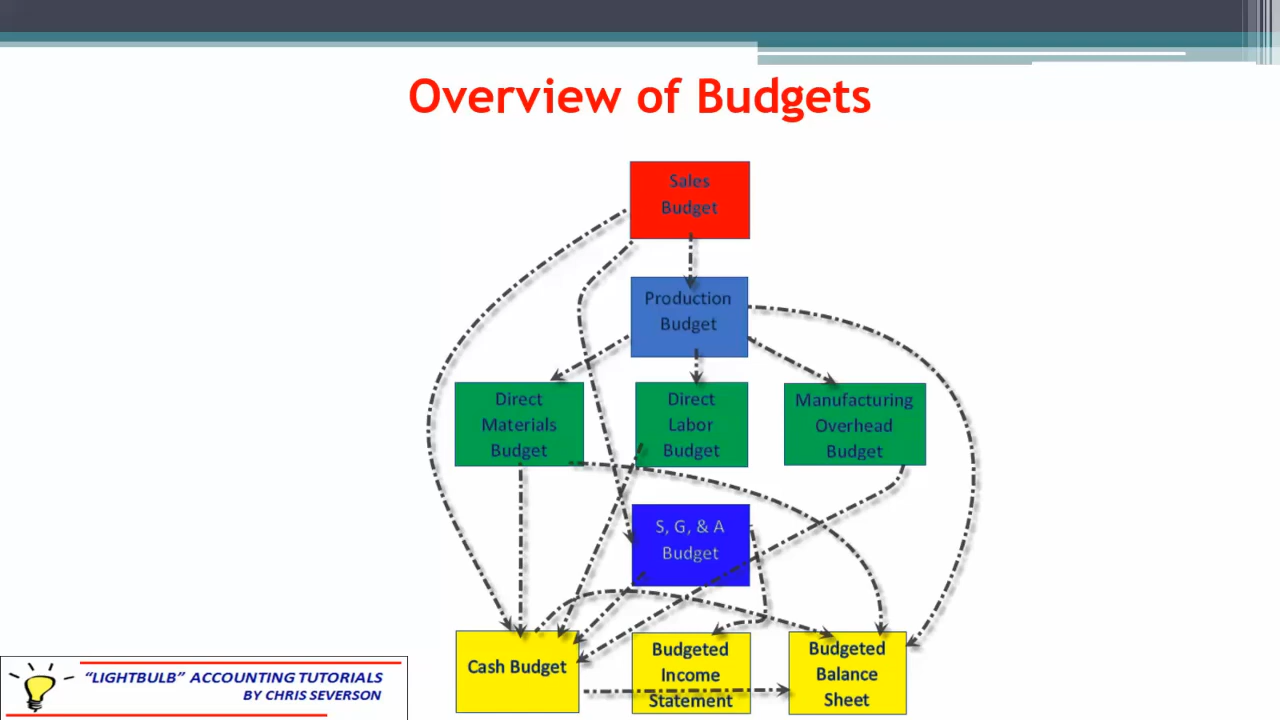 Overview of Budgets
Sales
Budget
Production
Budget
Direct
Materials
Budget
Direct
Labor
Budget
Manufacturing
Overhead
Budget
S, G, & A
Budget
Cash Budget
Budgeted
Income
Statement
Budgeted
Balance
Sheet
“LIGHTBULB” ACCOUNTING TUTORIALS
BY CHRIS SEVERSON